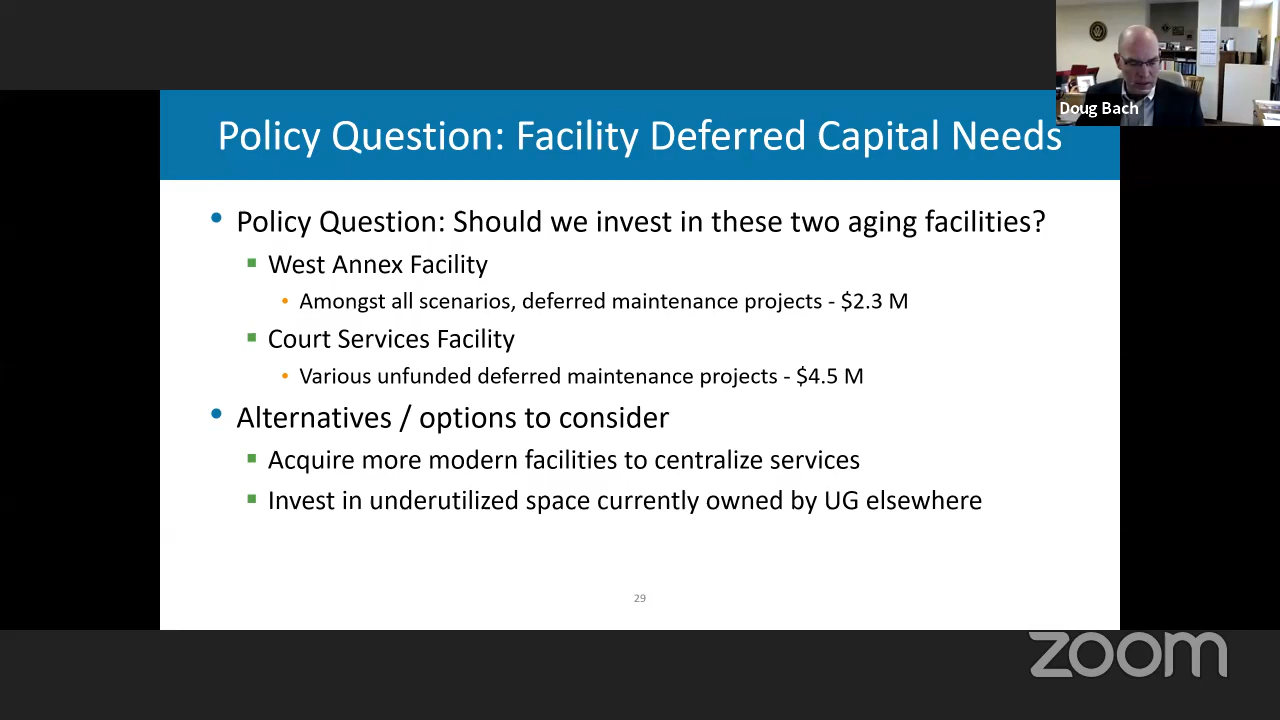 Doug Bach
Policy Question: Facility Deferred Capital Needs
• Policy Question: Should we invest in these two aging facilities?
▪ West Annex Facility
• Amongst all scenarios, deferred maintenance projects - $2.3 M
▪ Court Services Facility
• Various unfunded deferred maintenance projects - $4.5 M
• Alternatives / options to consider
▪ Acquire more modern facilities to centralize services
▪ Invest in underutilized space currently owned by UG elsewhere
29
zoom